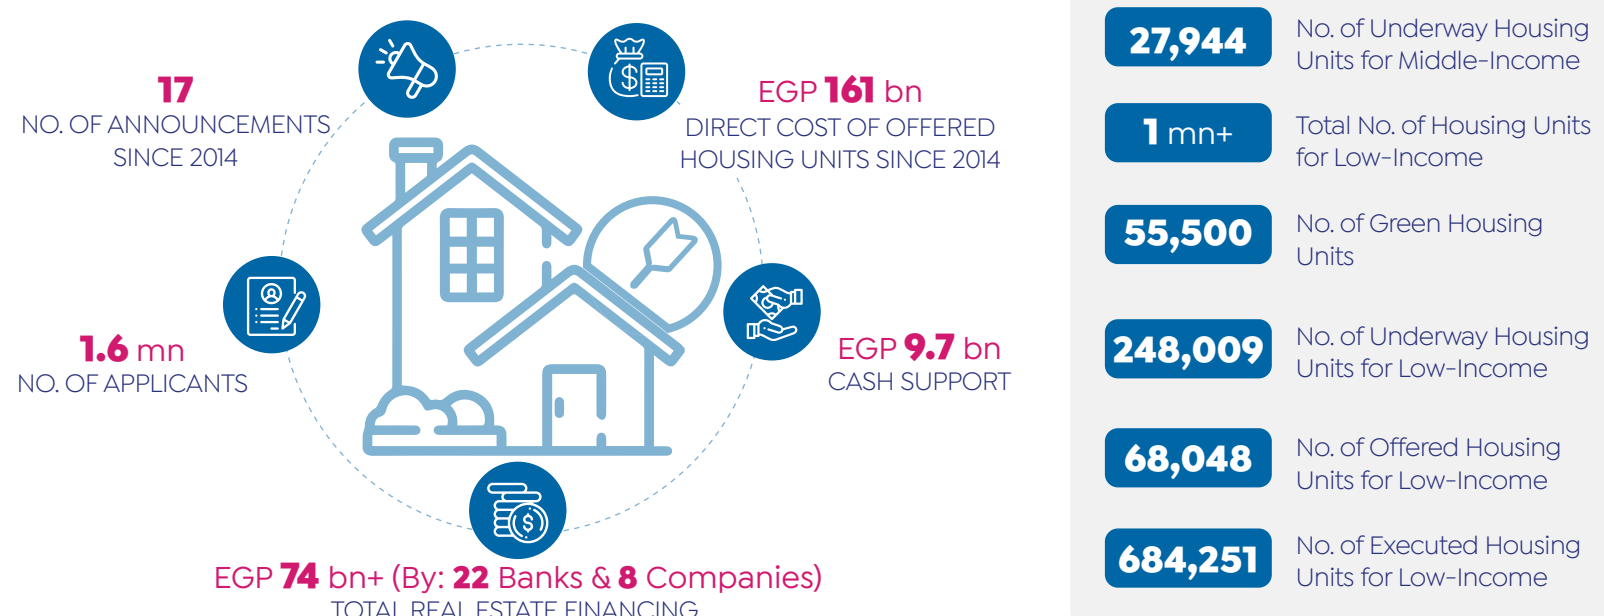 17
NO. OF ANNOUNCEMENTS
SINCE 2014
EGP 161 bn
DIRECT COST OF OFFERED
HOUSING UNITS SINCE 2014
1.6 mn
NO. OF APPLICANTS
EGP 9.7 bn
CASH SUPPORT
EGP 74 bn+ (By: 22 Banks & 8 Companies)
TOTAL REAL ESTATE FINANCING
27,944
No. of Underway Housing
Units for Middle-Income
1 mn+
Total No. of Housing Units
for Low-Income
55,500
No. of Green Housing
Units
248,009
No. of Underway Housing
Units for Low-Income
68,048
No. of Offered Housing
Units for Low-Income
684,251
No. of Executed Housing
Units for Low-Income